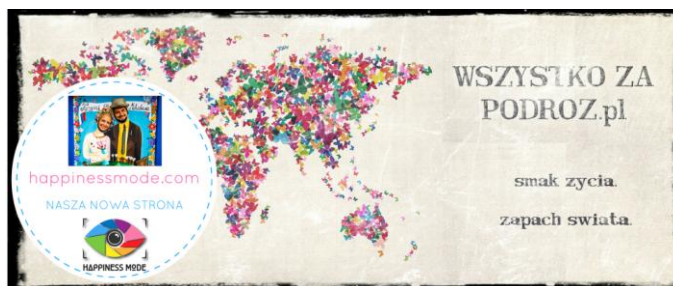 happinessmode.com
NASZA NOWA STRONA
HAPPINESS MODE
WSZYSTKO ZA
PODROZ.pl
smak zycia.
zapach swiata.